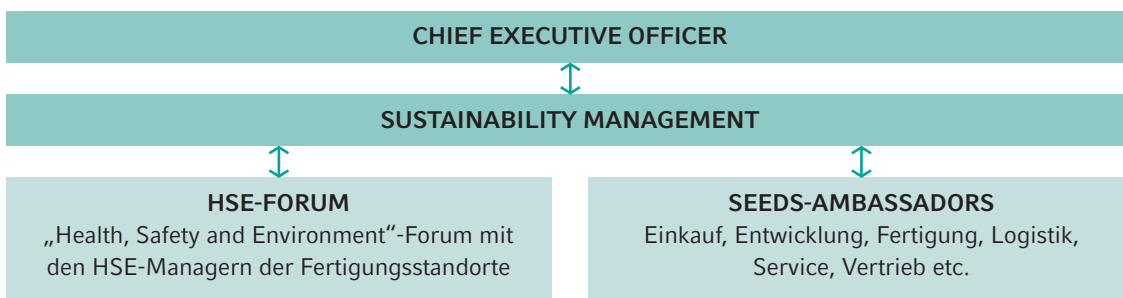 CHIEF EXECUTIVE OFFICER
SUSTAINABILITY MANAGEMENT
HSE-FORUM
„Health, Safety and Environment“-Forum mit
den HSE-Managern der Fertigungsstandorte
SEEDS-AMBASSADORS
Einkauf, Entwicklung, Fertigung, Logistik,
Service, Vertrieb etc.